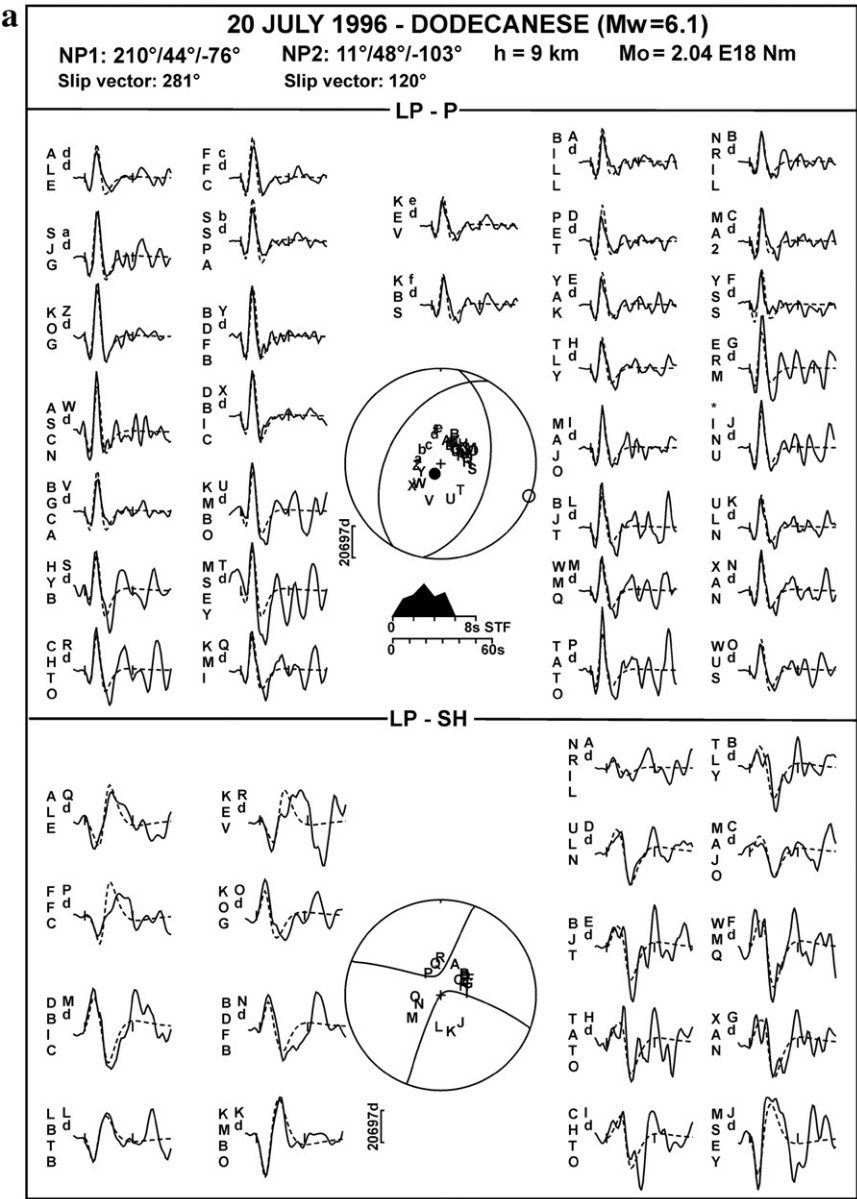 a
20 JULY 1996 - DODECANESE (Mw=6.1)
NP1: 210°/44°/-76° NP2: 11°/48°/-103° h = 9 km Mo = 2.04 E18 Nm
Slip vector: 281° Slip vector: 120°
LP - P
ALE d d
FFC c d
BILL A d
NRIL B d
SJG a d
SSPA b d
KEV e d
PET D d
MA2 C d
KOG Z d
BDFB Y d
KBS f d
YAK E d
YSS F d
TLY H d
ERM G d
ASCN W d
DBIC X d
MAJO I d
* INU J d
BGCA V d
KMBO U d
BJT L d
ULN K d
HYB S d
MSEY T d
WMQ M d
XAN N d
CHTO R d
KMI Q d
TATO P d
WUS O d
20697d
0 8s STF
0 60s
LP - SH
NRIL A d
TLY B d
ALE Q d
KEV R d
ULN D d
MAJO C d
FFC P d
KOG O d
BJT E d
WMQ F d
DBIC M d
BDFB N d
TATO H d
XAN G d
LBTB L d
KMBO K d
CHTO I d
MSEY J d
20697d